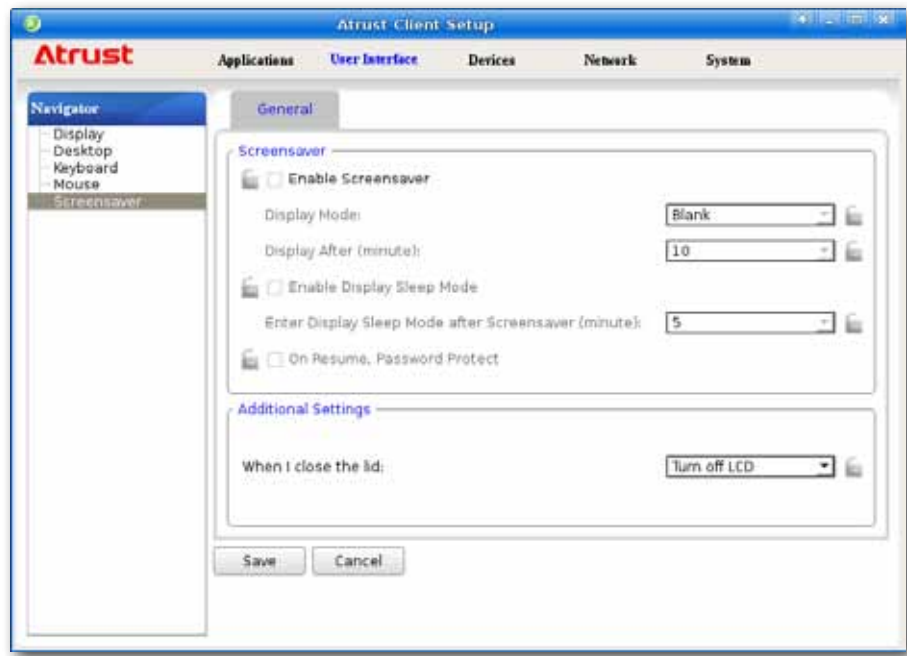 Atrust Client Setup
Atrust
Applications User Interface Devices Network System
Navigator
Display
Desktop
Keyboard
Mouse
Screensaver
General
Screensaver
Enable Screensaver
Display Mode: Blank
Display After (minute): 10
Enable Display Sleep Mode
Enter Display Sleep Mode after Screensaver (minute): 5
On Resume, Password Protect
Additional Settings
When I close the lid: Turn off LCD
Save Cancel